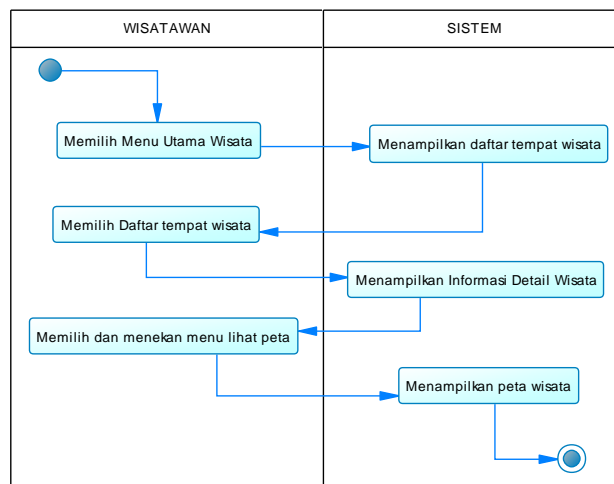 WISATAWAN
SISTEM
Memilih Menu Utama Wisata
Menampilkan daftar tempat wisata
Memilih Daftar tempat wisata
Menampilkan Informasi Detail Wisata
Memilih dan menekan menu lihat peta
Menampilkan peta wisata